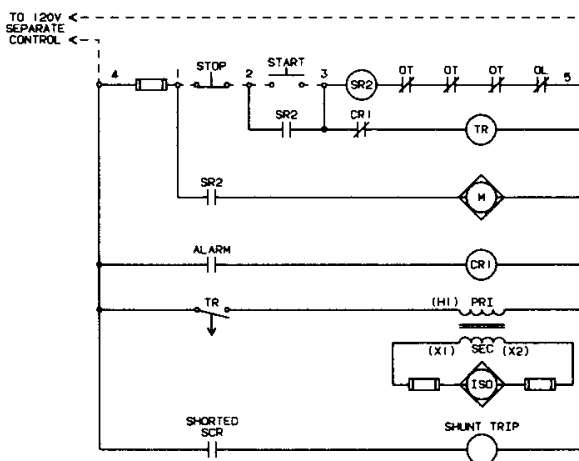 TO 120V
SEPARATE
CONTROL
4
1
STOP
2
START
3
SR2
OT
OT
OT
OL
5
SR2
CR1
TR
SR2
M
ALARM
CR1
TR
(H1) PRI
(X1) SEC (X2)
ISO
SHORTED
SCR
SHUNT TRIP